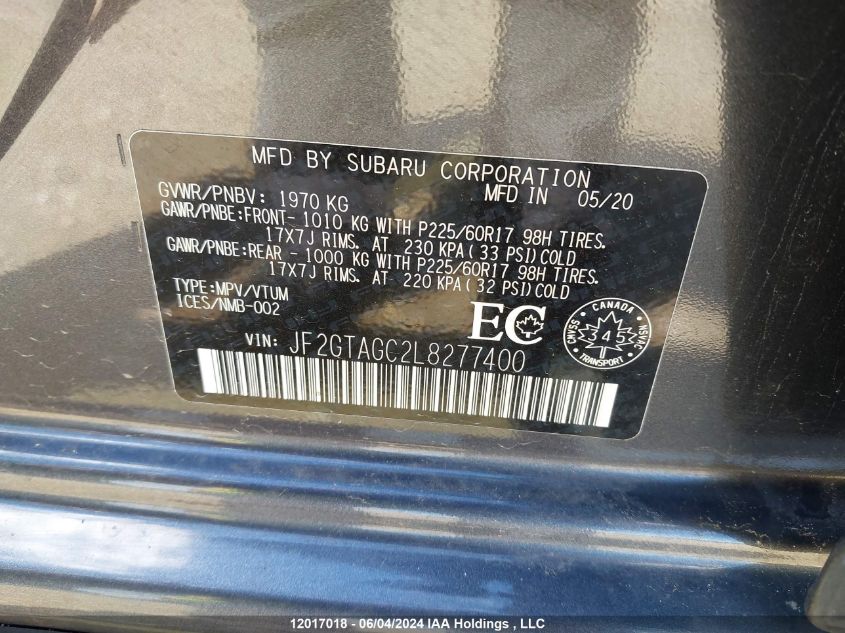 MFD BY SUBARU CORPORATION
GVWR/PNBV: 1970 KG MFD IN 05/20
GAWR/PNBE:FRONT- 1010 KG WITH P225/60R17 98H TIRES.
17X7J RIMS. AT 230 KPA(33 PSI)COLD
GAWR/PNBE:REAR - 1000 KG WITH P225/60R17 98H TIRES.
17X7J RIMS. AT 220 KPA(32 PSI)COLD
TYPE:MPV/VTUM
ICES/NMB-002
EC
CANADA
CMVSS 345 NSVAC
TRANSPORT
VIN: JF2GTAGC2L8277400
12017018 - 06/04/2024 IAA Holdings , LLC